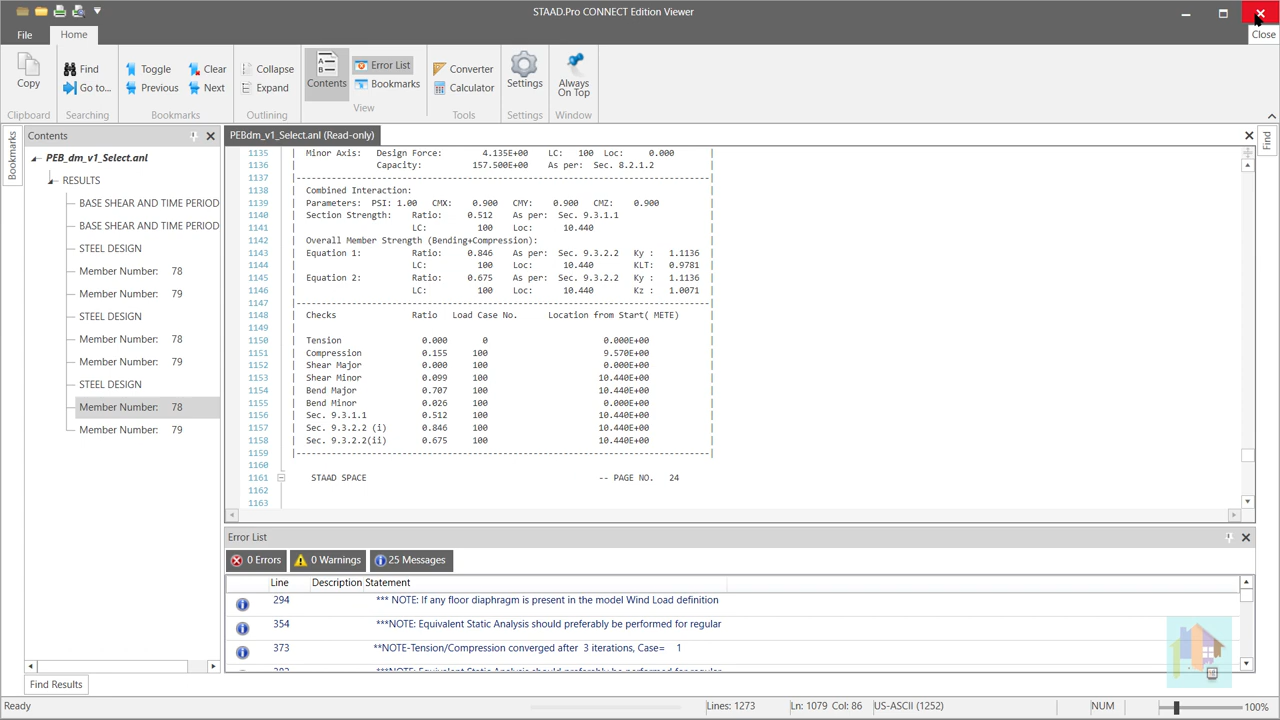 STAAD.Pro CONNECT Edition Viewer
Close
File
Home
Copy
Clipboard
Find
Go to...
Searching
Toggle
Clear
Previous
Next
Bookmarks
Collapse
Expand
Outlining
Contents
Error List
Bookmarks
View
Converter
Calculator
Tools
Settings
Settings
Always
On Top
Window
Bookmarks
Contents
PEB_dm_v1_Select.anl
RESULTS
BASE SHEAR AND TIME PERIOD
BASE SHEAR AND TIME PERIOD
STEEL DESIGN
Member Number: 78
Member Number: 79
STEEL DESIGN
Member Number: 78
Member Number: 79
STEEL DESIGN
Member Number: 78
Member Number: 79
Find Results
PEBdm_v1_Select.anl (Read-only)
Find
1135 | Minor Axis: Design Force: 4.135E+00 LC: 100 Loc: 0.000 |
1136 | Capacity: 157.500E+00 As per: Sec. 8.2.1.2 |
1137 |-----------------------------------------------------------------------|
1138 | Combined Interaction: |
1139 | Parameters: PSI: 1.00 CMX: 0.900 CMY: 0.900 CMZ: 0.900 |
1140 | Section Strength: Ratio: 0.512 As per: Sec. 9.3.1.1 |
1141 | LC: 100 Loc: 10.440 |
1142 | Overall Member Strength (Bending+Compression): |
1143 | Equation 1: Ratio: 0.846 As per: Sec. 9.3.2.2 Ky : 1.1136 |
1144 | LC: 100 Loc: 10.440 KLT: 0.9781 |
1145 | Equation 2: Ratio: 0.675 As per: Sec. 9.3.2.2 Ky : 1.1136 |
1146 | LC: 100 Loc: 10.440 Kz : 1.0071 |
1147 |-----------------------------------------------------------------------|
1148 | Checks Ratio Load Case No. Location from Start( METE) |
1149 | |
1150 | Tension 0.000 0 0.000E+00 |
1151 | Compression 0.155 100 9.570E+00 |
1152 | Shear Major 0.000 100 0.000E+00 |
1153 | Shear Minor 0.099 100 10.440E+00 |
1154 | Bend Major 0.707 100 10.440E+00 |
1155 | Bend Minor 0.026 100 0.000E+00 |
1156 | Sec. 9.3.1.1 0.512 100 10.440E+00 |
1157 | Sec. 9.3.2.2 (i) 0.846 100 10.440E+00 |
1158 | Sec. 9.3.2.2(ii) 0.675 100 10.440E+00 |
1159 |-----------------------------------------------------------------------|
1160
1161 STAAD SPACE -- PAGE NO. 24
1162
1163
Error List
0 Errors
0 Warnings
25 Messages
Line Description Statement
294 *** NOTE: If any floor diaphragm is present in the model Wind Load definition
354 ***NOTE: Equivalent Static Analysis should preferably be performed for regular
373 **NOTE-Tension/Compression converged after 3 iterations, Case= 1
Ready
Lines: 1273
Ln: 1079 Col: 86
US-ASCII (1252)
NUM
100%